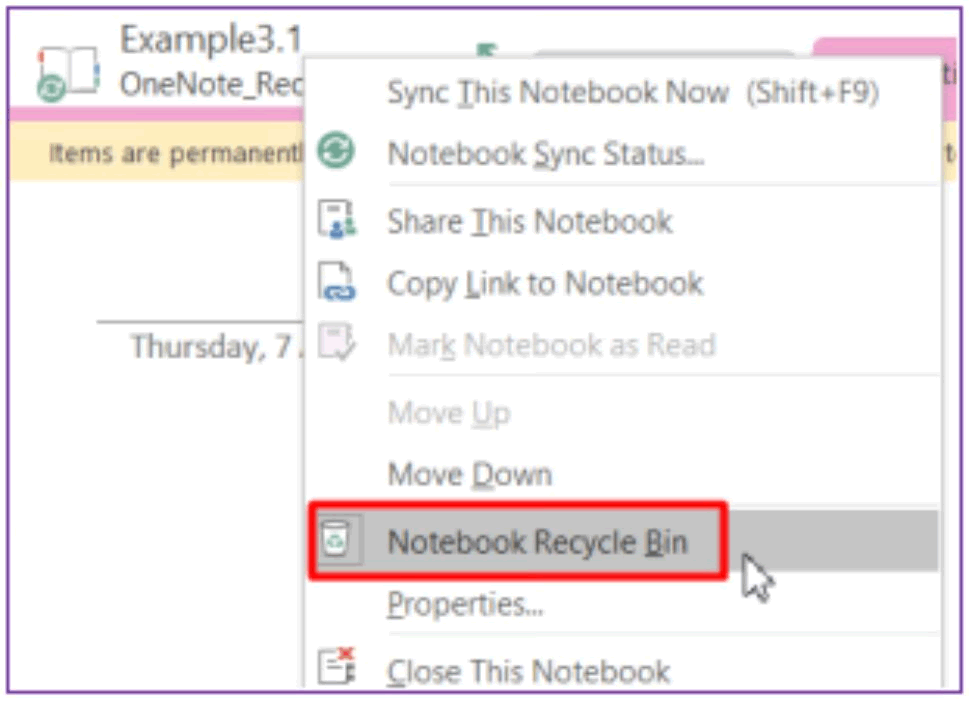 Example3.1
OneNote_Rec
Sync This Notebook Now (Shift+F9)
Items are permanentl
Notebook Sync Status...
Share This Notebook
Copy Link to Notebook
Thursday, 7
Mark Notebook as Read
Move Up
Move Down
Notebook Recycle Bin
Properties...
Close This Notebook